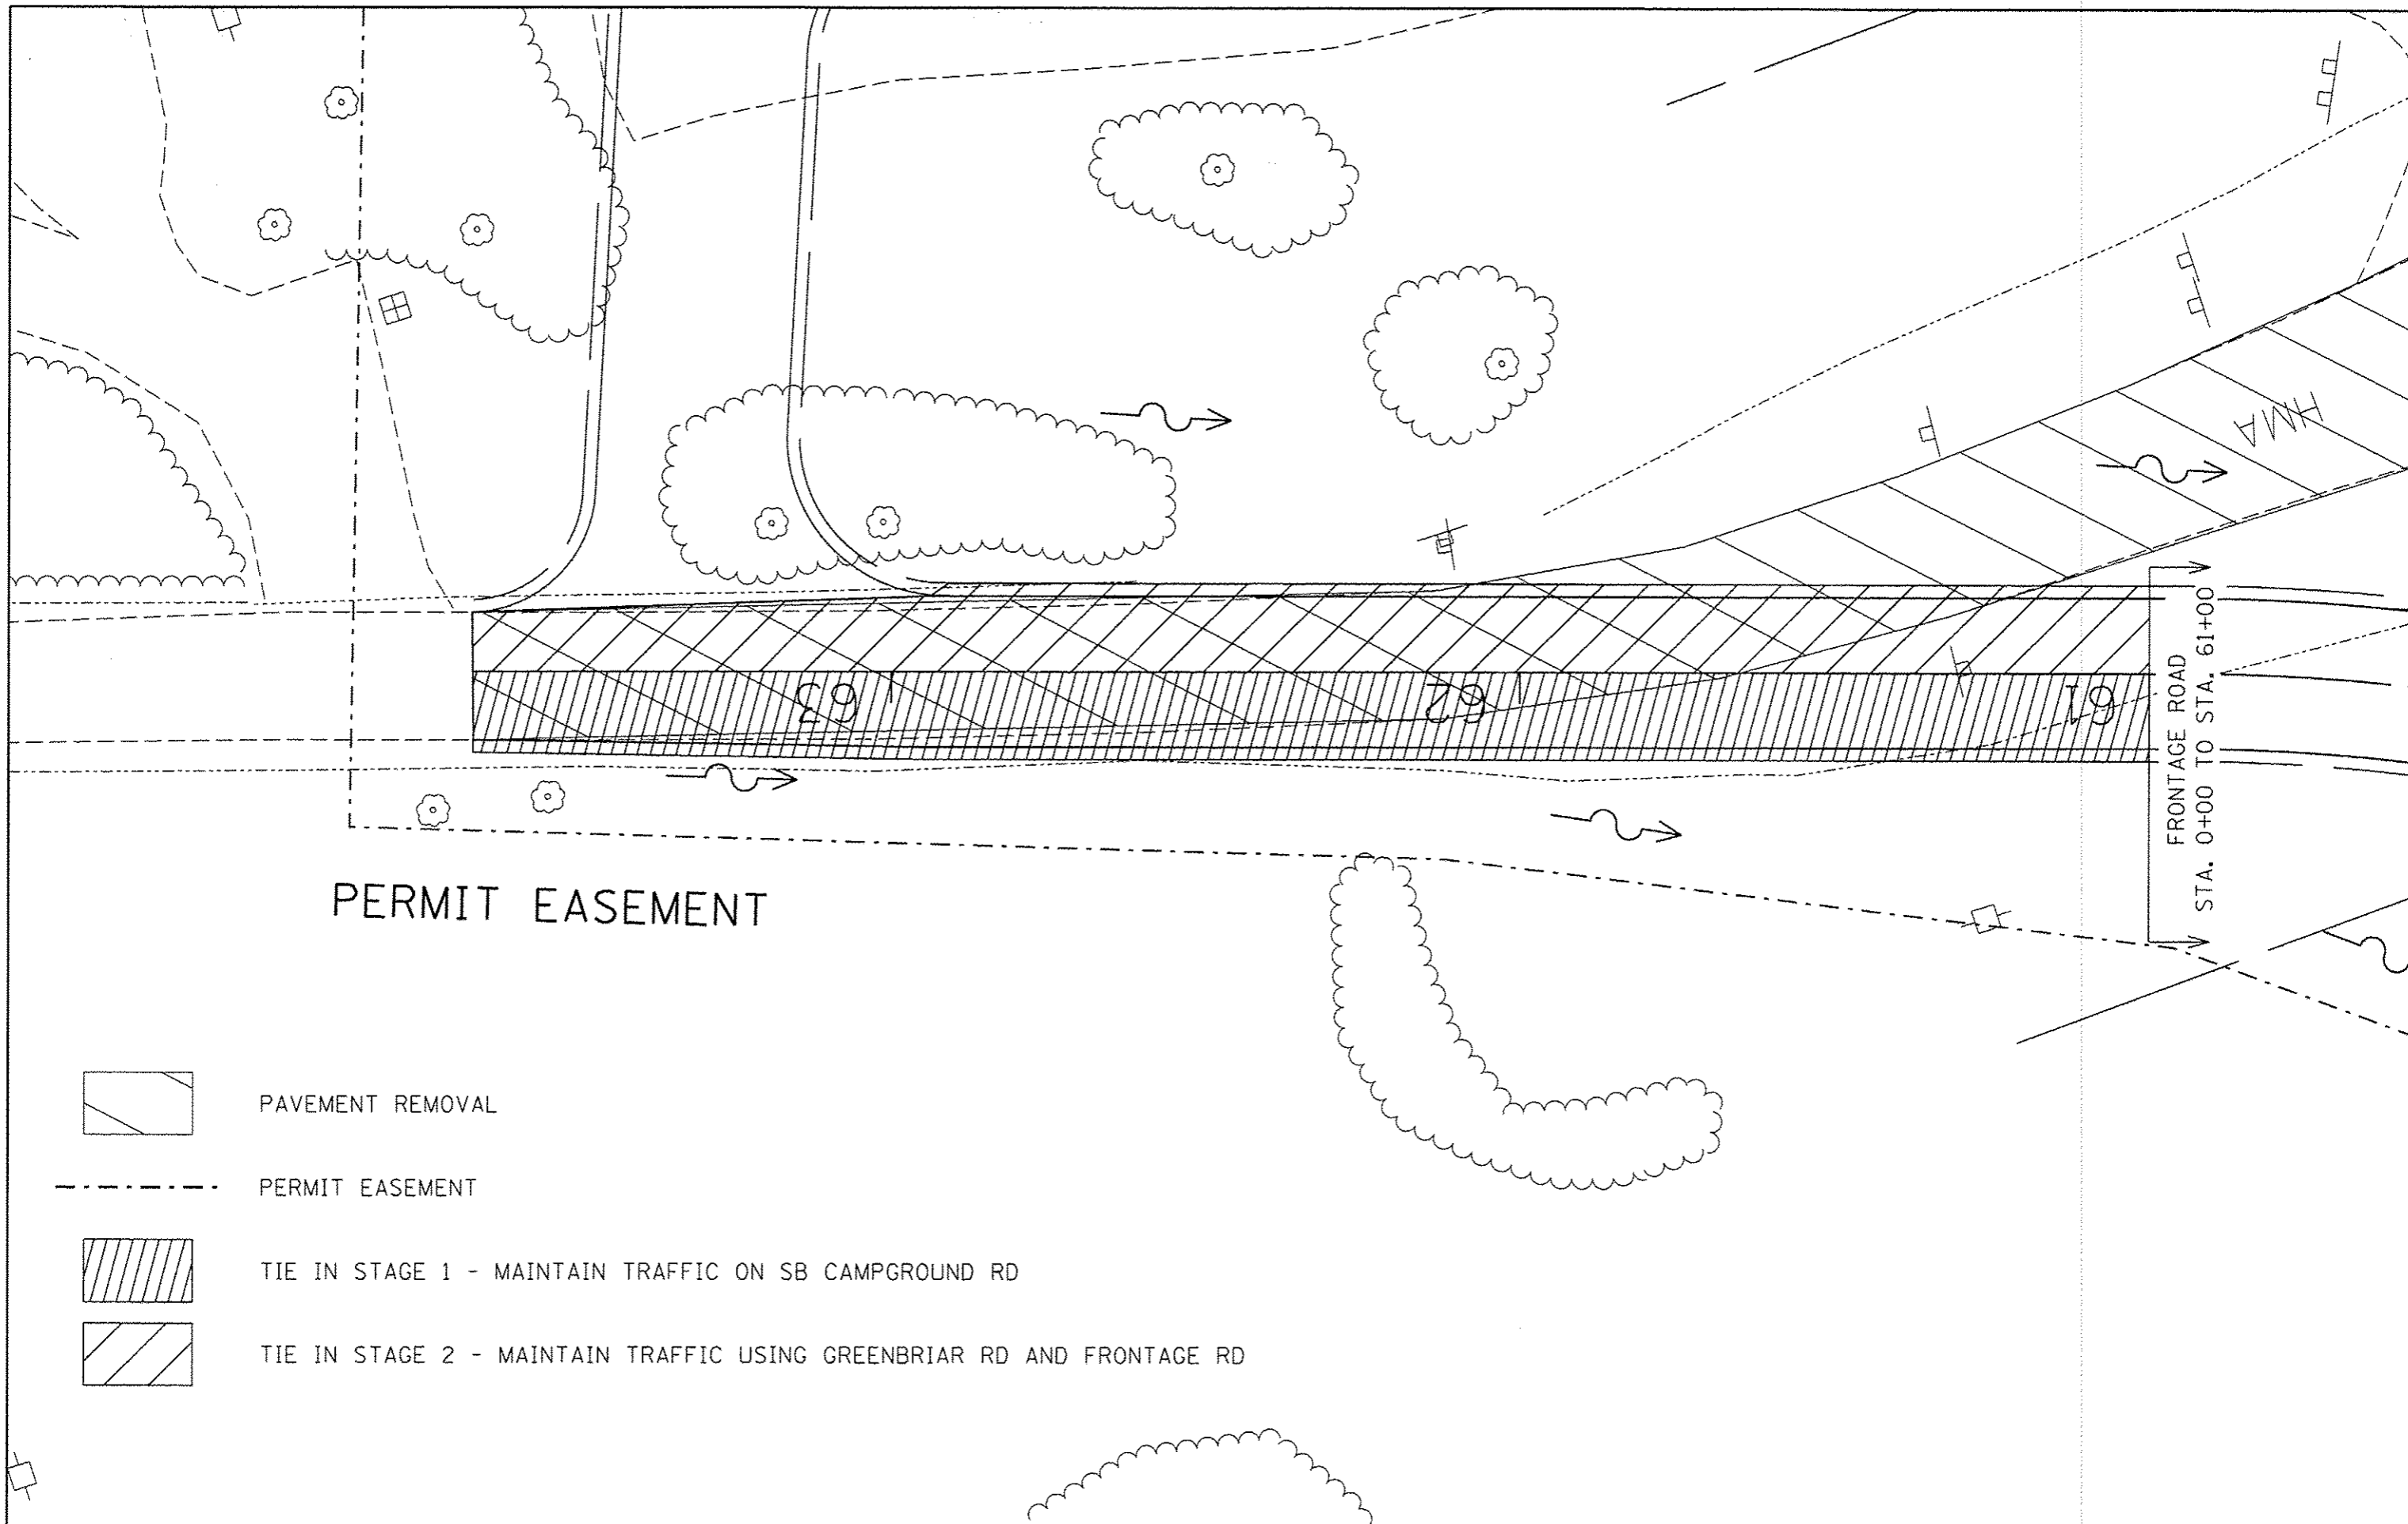 HMA
63
62
61
FRONTAGE ROAD
STA. 0+00 TO STA. 61+00
PERMIT EASEMENT
PAVEMENT REMOVAL
PERMIT EASEMENT
TIE IN STAGE 1 - MAINTAIN TRAFFIC ON SB CAMPGROUND RD
TIE IN STAGE 2 - MAINTAIN TRAFFIC USING GREENBRIAR RD AND FRONTAGE RD